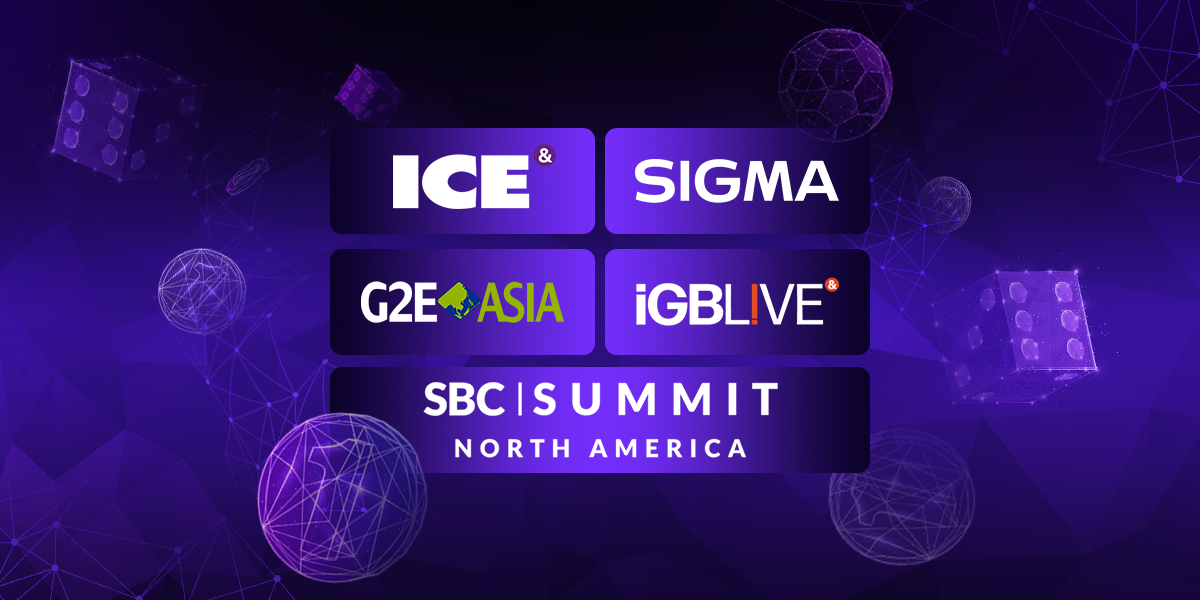 ICE &
SIGMA
G2E ASIA
iGBL!VE &
SBC | SUMMIT
NORTH AMERICA